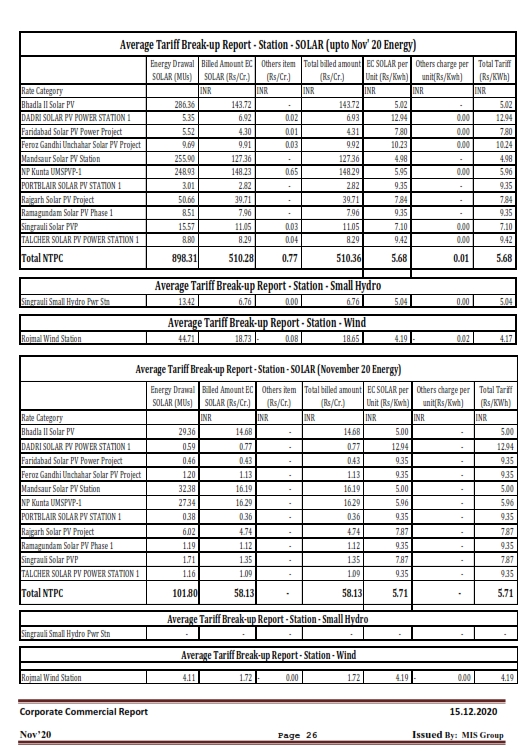 Average Tariff Break-up Report - Station - SOLAR (upto Nov' 20 Energy)
Energy Drawal Billed Amount EC Others item Total billed amount EC SOLAR per Others charge per Total Tariff
SOLAR (MUs) SOLAR (Rs/Cr.) (Rs/Cr.) (Rs/Cr.) Unit (Rs/Kwh) unit(Rs/Kwh) (Rs/KWH)
Rate Category INR INR INR INR
Bhadla II Solar PV 286.36 143.72 - 143.72 5.02 - 5.02
DADRI SOLAR PV POWER STATION 1 5.35 6.92 0.02 6.93 12.94 0.00 12.94
Faridabad Solar PV Power Project 5.52 4.30 0.01 4.31 7.80 0.00 7.80
Feroz Gandhi Unchahar Solar PV Project 9.69 9.91 0.03 9.92 10.23 0.00 10.24
Mandsaur Solar PV Station 255.90 127.36 - 127.36 4.98 - 4.98
NP Kunta UMSPVP-1 248.93 148.23 0.65 148.29 5.95 0.00 5.96
PORTBLAIR SOLAR PV STATION 1 3.01 2.82 - 2.82 9.35 - 9.35
Rajgarh Solar PV Project 50.66 39.71 - 39.71 7.84 - 7.84
Ramagundam Solar PV Phase 1 8.51 7.96 - 7.96 9.35 - 9.35
Singrauli Solar PVP 15.57 11.05 0.03 11.05 7.10 0.00 7.10
TALCHER SOLAR PV POWER STATION 1 8.80 8.29 0.04 8.29 9.42 0.00 9.42
Total NTPC 898.31 510.28 0.77 510.36 5.68 0.01 5.68
Average Tariff Break-up Report - Station - Small Hydro
Singrauli Small Hydro Pwr Stn 13.42 6.76 0.00 6.76 5.04 0.00 5.04
Average Tariff Break-up Report - Station - Wind
Rojmal Wind Station 44.71 18.73 - 0.08 18.65 4.19 - 0.02 4.17
Average Tariff Break-up Report - Station - SOLAR (November 20 Energy)
Energy Drawal Billed Amount EC Others item Total billed amount EC SOLAR per Others charge per Total Tariff
SOLAR (MUs) SOLAR (Rs/Cr.) (Rs/Cr.) (Rs/Cr.) Unit (Rs/Kwh) unit(Rs/Kwh) (Rs/KWH)
Rate Category INR INR INR INR
Bhadla II Solar PV 29.36 14.68 - 14.68 5.00 - 5.00
DADRI SOLAR PV POWER STATION 1 0.59 0.77 - 0.77 12.94 - 12.94
Faridabad Solar PV Power Project 0.46 0.43 - 0.43 9.35 - 9.35
Feroz Gandhi Unchahar Solar PV Project 1.20 1.13 - 1.13 9.35 - 9.35
Mandsaur Solar PV Station 32.38 16.19 - 16.19 5.00 - 5.00
NP Kunta UMSPVP-1 27.34 16.29 - 16.29 5.96 - 5.96
PORTBLAIR SOLAR PV STATION 1 0.38 0.36 - 0.36 9.35 - 9.35
Rajgarh Solar PV Project 6.02 4.74 - 4.74 7.87 - 7.87
Ramagundam Solar PV Phase 1 1.19 1.12 - 1.12 9.35 - 9.35
Singrauli Solar PVP 1.71 1.35 - 1.35 7.87 - 7.87
TALCHER SOLAR PV POWER STATION 1 1.16 1.09 - 1.09 9.35 - 9.35
Total NTPC 101.80 58.13 - 58.13 5.71 - 5.71
Average Tariff Break-up Report - Station - Small Hydro
Singrauli Small Hydro Pwr Stn - - - - - - -
Average Tariff Break-up Report - Station - Wind
Rojmal Wind Station 4.11 1.72 - 0.00 1.72 4.19 - 0.00 4.19
Corporate Commercial Report 15.12.2020
Nov'20 Page 26 Issued By: MIS Group